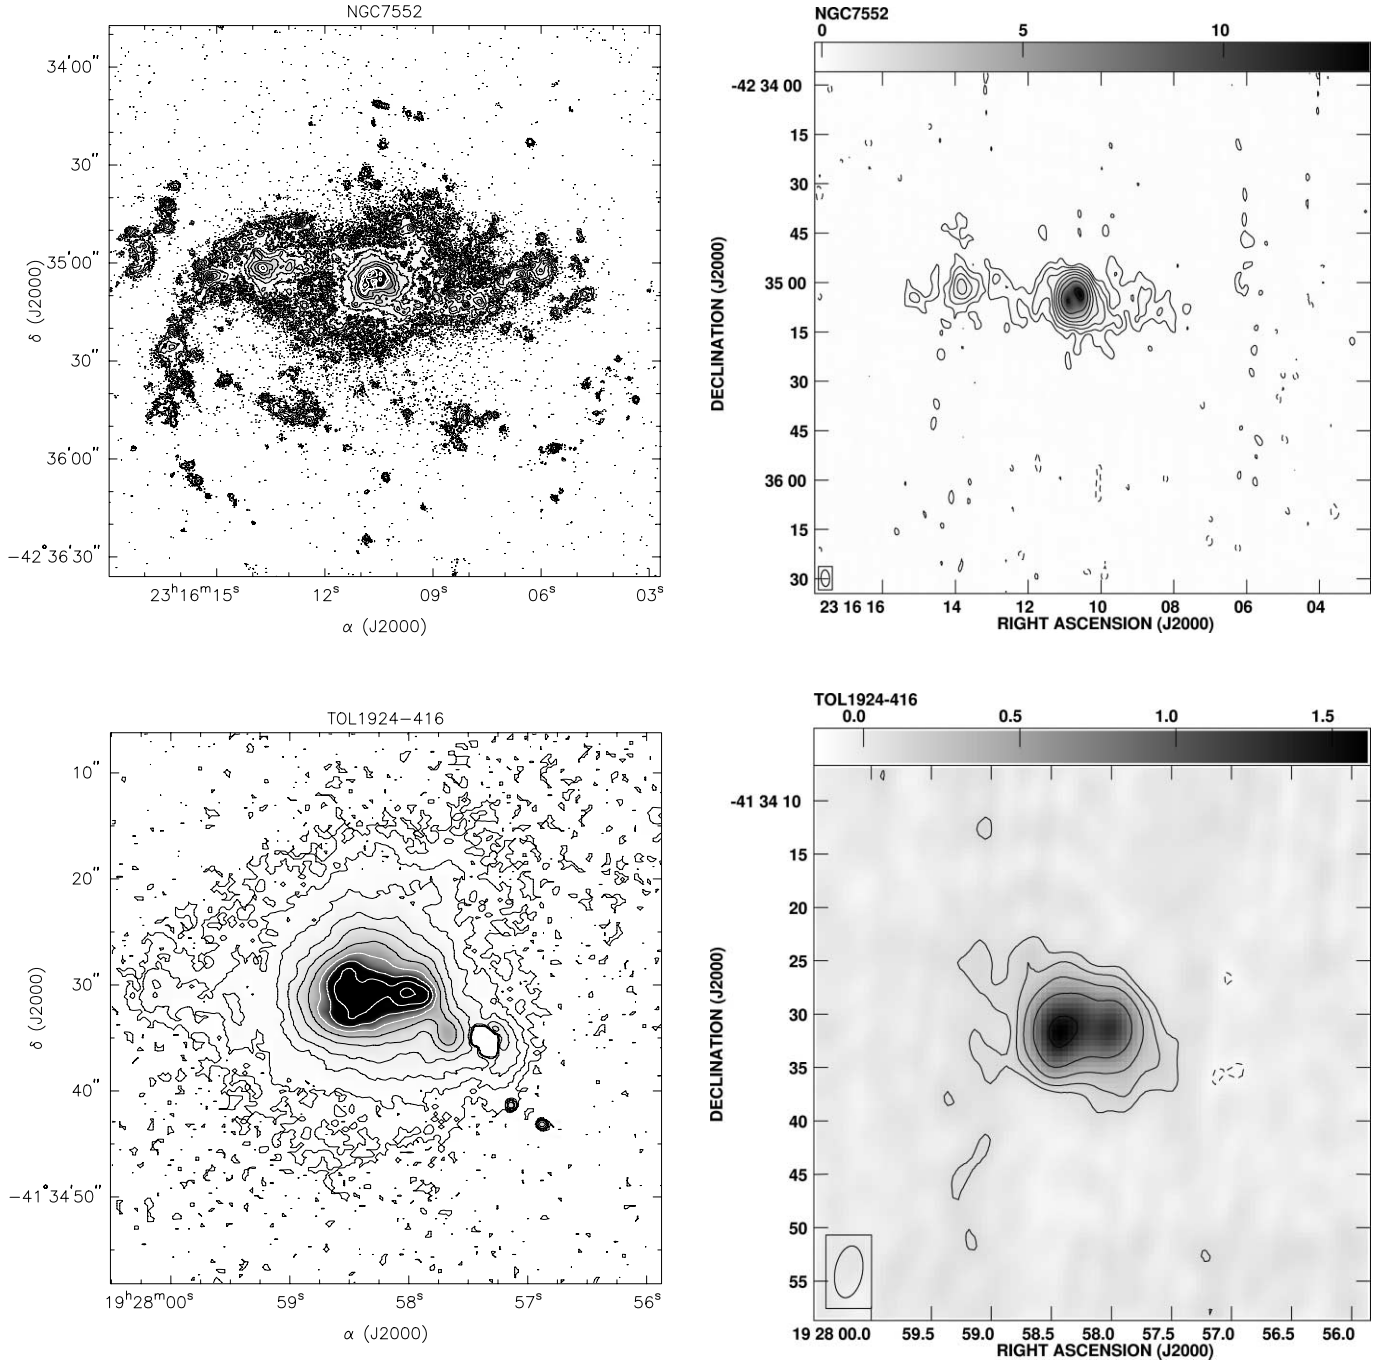 NGC7552
34'00"
30"
35'00"
30"
36'00"
−42°36'30"
δ (J2000)
23ʰ16ᵐ15ˢ 12ˢ 09ˢ 06ˢ 03ˢ
α (J2000)
NGC7552
0 5 10
-42 34 00
15
30
45
35 00
15
30
45
36 00
15
30
DECLINATION (J2000)
23 16 16 14 12 10 08 06 04
RIGHT ASCENSION (J2000)
TOL1924−416
10"
20"
30"
40"
−41°34'50"
δ (J2000)
19ʰ28ᵐ00ˢ 59ˢ 58ˢ 57ˢ 56ˢ
α (J2000)
TOL1924-416
0.0 0.5 1.0 1.5
-41 34 10
15
20
25
30
35
40
45
50
55
DECLINATION (J2000)
19 28 00.0 59.5 59.0 58.5 58.0 57.5 57.0 56.5 56.0
RIGHT ASCENSION (J2000)